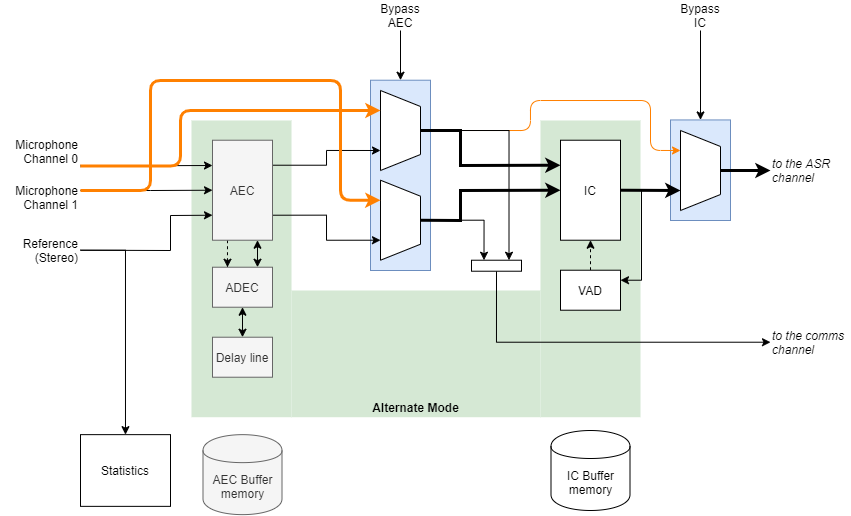 Bypass
AEC
Bypass
IC
Microphone
Channel 0
Microphone
Channel 1
Reference
(Stereo)
AEC
IC
to the ASR
channel
ADEC
VAD
Delay line
to the comms
channel
Alternate Mode
Statistics
AEC Buffer
memory
IC Buffer
memory